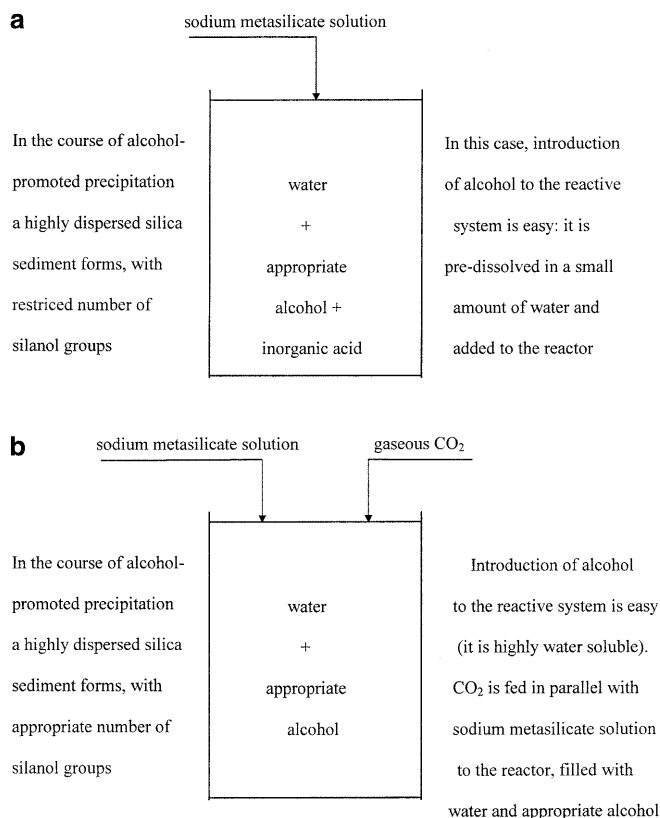 a
sodium metasilicate solution
In the course of alcohol-
promoted precipitation
a highly dispersed silica
sediment forms, with
restriced number of
silanol groups
water
+
appropriate
alcohol +
inorganic acid
In this case, introduction
of alcohol to the reactive
system is easy: it is
pre-dissolved in a small
amount of water and
added to the reactor
b
sodium metasilicate solution
gaseous CO₂
In the course of alcohol-
promoted precipitation
a highly dispersed silica
sediment forms, with
appropriate number of
silanol groups
water
+
appropriate
alcohol
Introduction of alcohol
to the reactive system is easy
(it is highly water soluble).
CO₂ is fed in parallel with
sodium metasilicate solution
to the reactor, filled with
water and appropriate alcohol